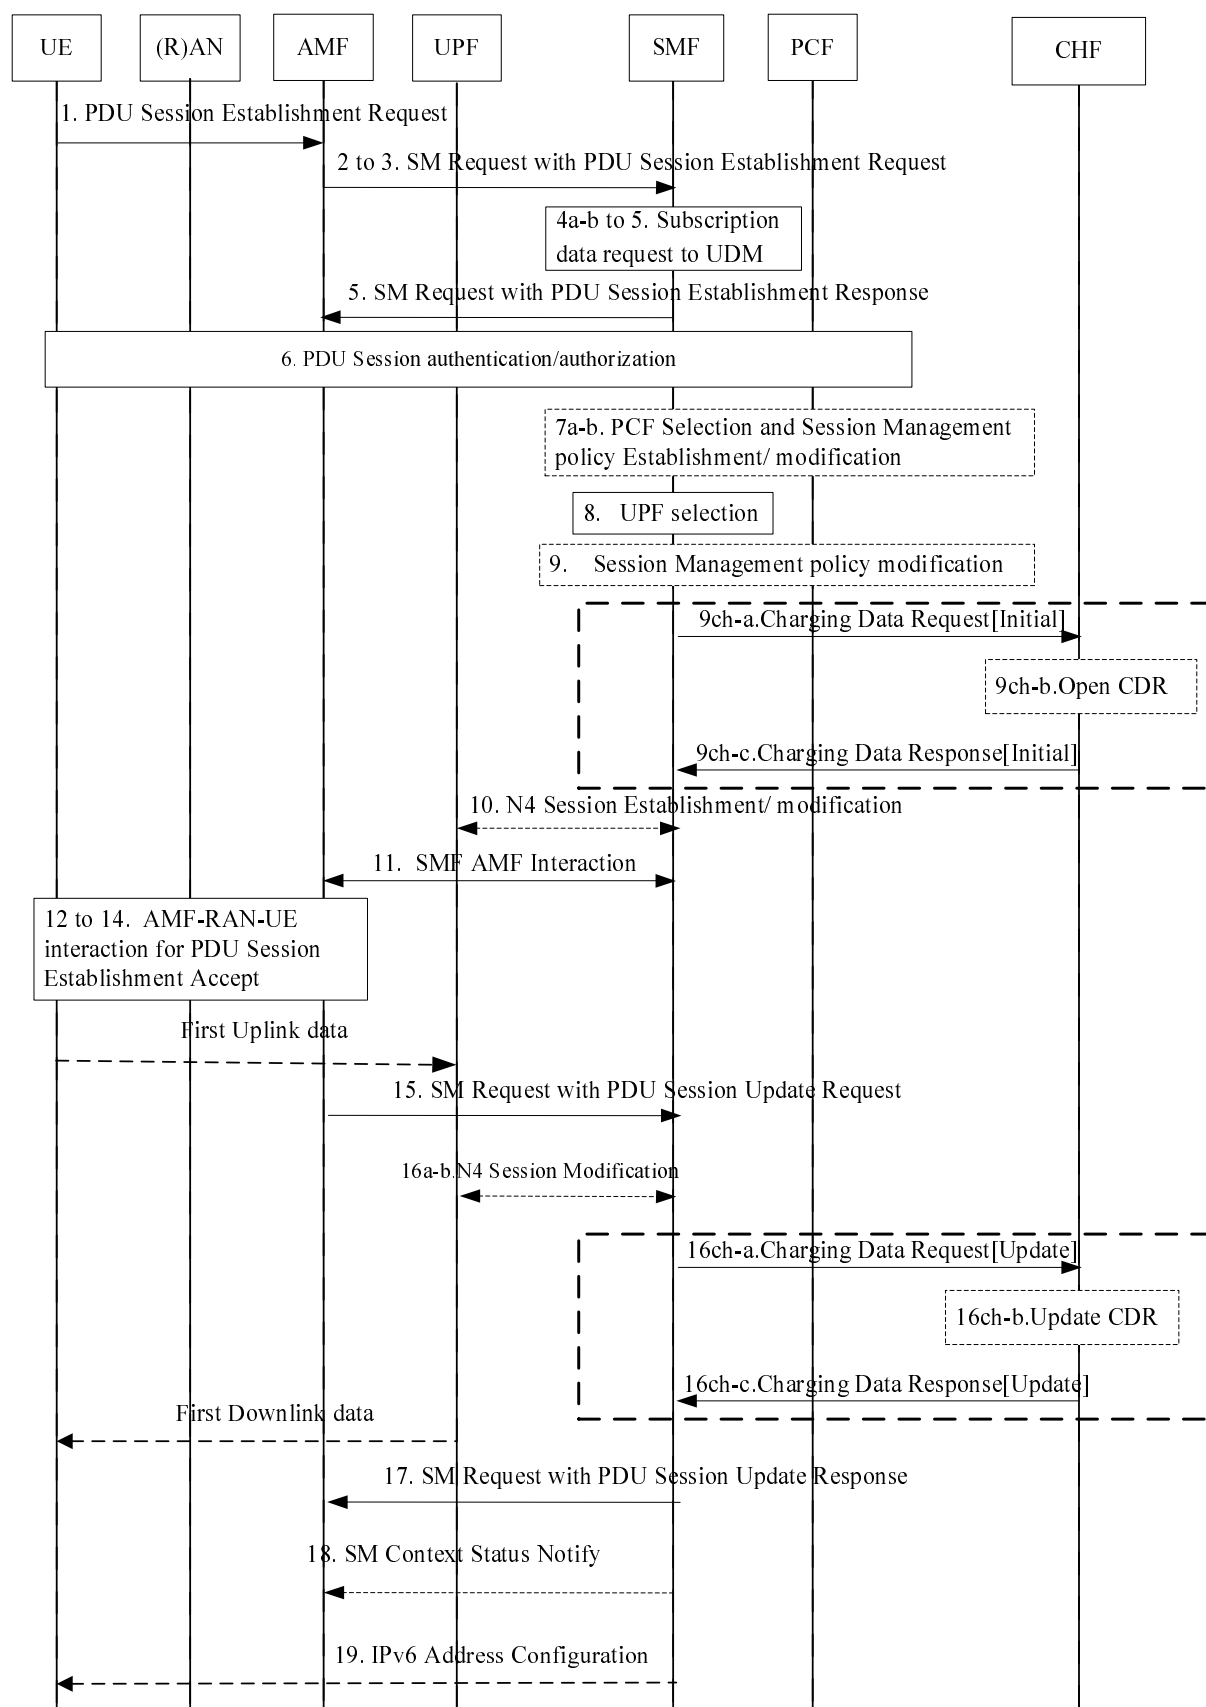 UE
(R)AN
AMF
UPF
SMF
PCF
CHF
1. PDU Session Establishment Request
2 to 3. SM Request with PDU Session Establishment Request
4a-b to 5. Subscription
data request to UDM
5. SM Request with PDU Session Establishment Response
6. PDU Session authentication/authorization
7a-b. PCF Selection and Session Management
policy Establishment/ modification
8. UPF selection
9. Session Management policy modification
9ch-a.Charging Data Request[Initial]
9ch-b.Open CDR
9ch-c.Charging Data Response[Initial]
10. N4 Session Establishment/ modification
11. SMF AMF Interaction
12 to 14. AMF-RAN-UE
interaction for PDU Session
Establishment Accept
First Uplink data
15. SM Request with PDU Session Update Request
16a-b.N4 Session Modification
16ch-a.Charging Data Request[Update]
16ch-b.Update CDR
16ch-c.Charging Data Response[Update]
First Downlink data
17. SM Request with PDU Session Update Response
18. SM Context Status Notify
19. IPv6 Address Configuration